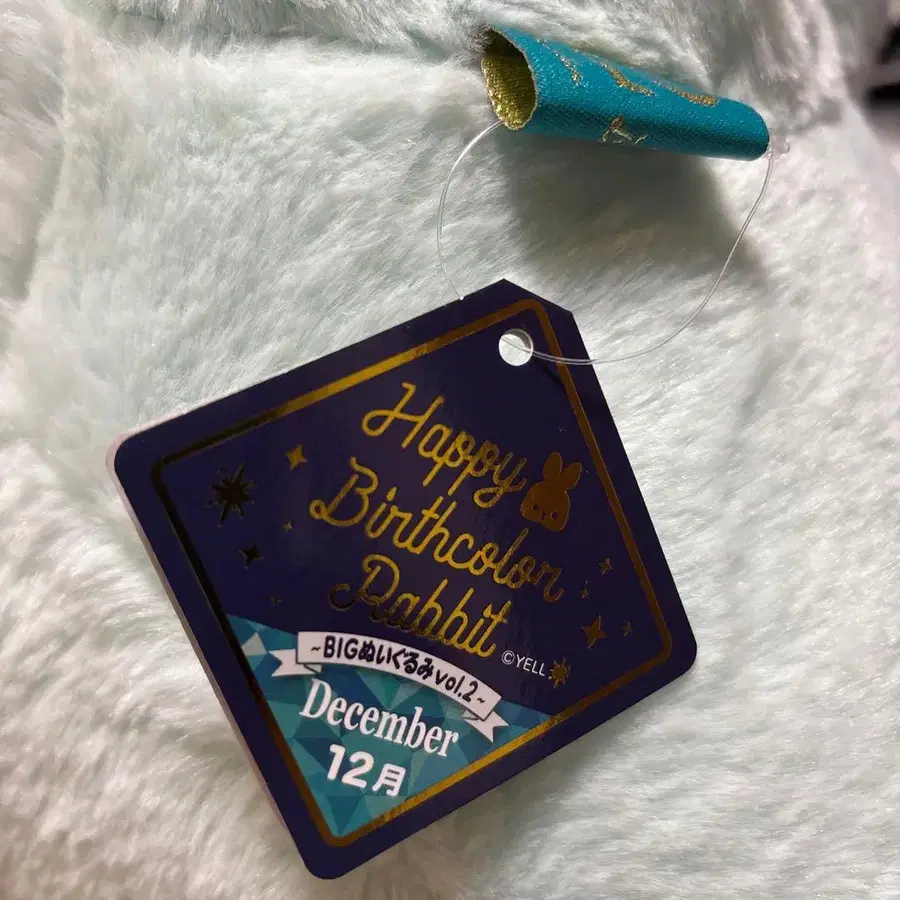 Happy
Birthcolor
Rabbit
©YELL
~BIGぬいぐるみvol.2~
December
12月